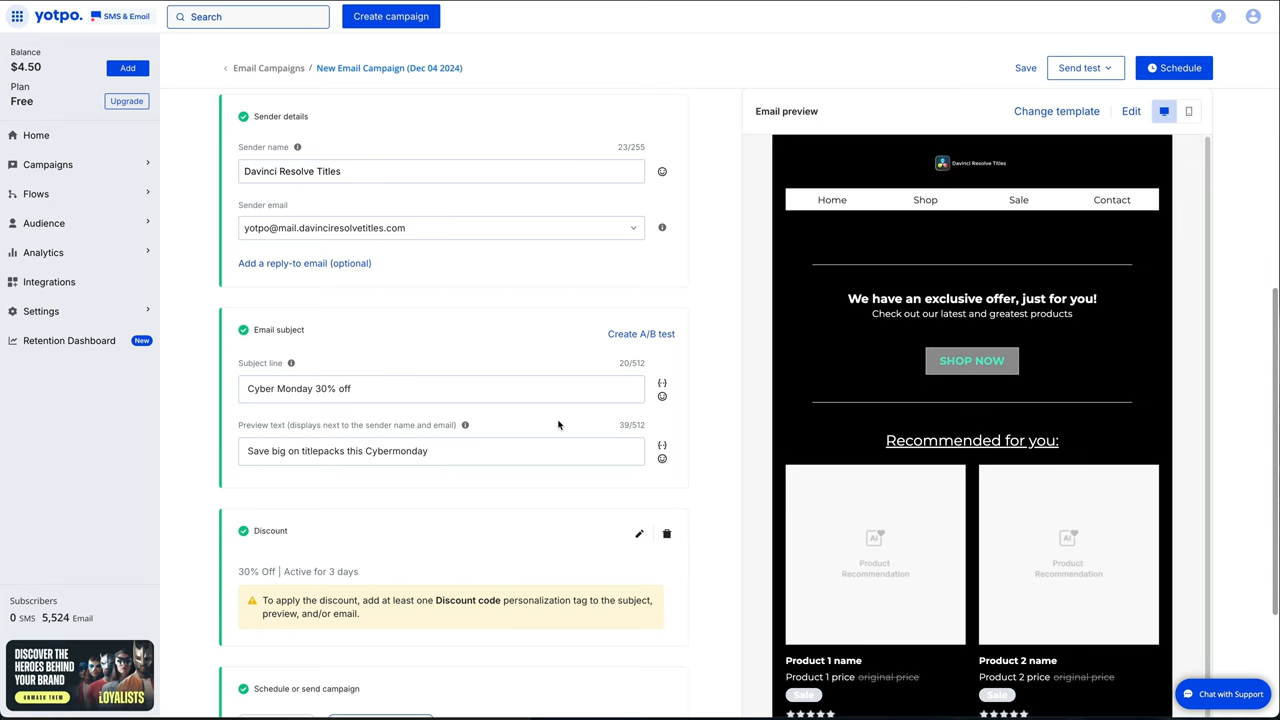 yotpo. SMS & Email
Search
Create campaign
?
Balance
$4.50
Add
Plan
Free
Upgrade
Home
Campaigns
Flows
Audience
Analytics
Integrations
Settings
Retention Dashboard New
Subscribers
0 SMS 5,524 Email
DISCOVER THE
HEROES BEHIND
YOUR BRAND
UNMASK THEM
LOYALISTS
Email Campaigns / New Email Campaign (Dec 04 2024)
Save
Send test
Schedule
Sender details
Sender name 23/255
Davinci Resolve Titles
Sender email
yotpo@mail.davinciresolvetitles.com
Add a reply-to email (optional)
Email subject
Create A/B test
Subject line 20/512
Cyber Monday 30% off
Preview text (displays next to the sender name and email) 39/512
Save big on titlepacks this Cybermonday
Discount
30% Off | Active for 3 days
To apply the discount, add at least one Discount code personalization tag to the subject,
preview, and/or email.
Schedule or send campaign
Email preview
Change template
Edit
Davinci Resolve Titles
Home Shop Sale Contact
We have an exclusive offer, just for you!
Check out our latest and greatest products
SHOP NOW
Recommended for you:
AI
Product
Recommendation
AI
Product
Recommendation
Product 1 name
Product 1 price original price
Sale
Product 2 name
Product 2 price original price
Sale
Chat with Support